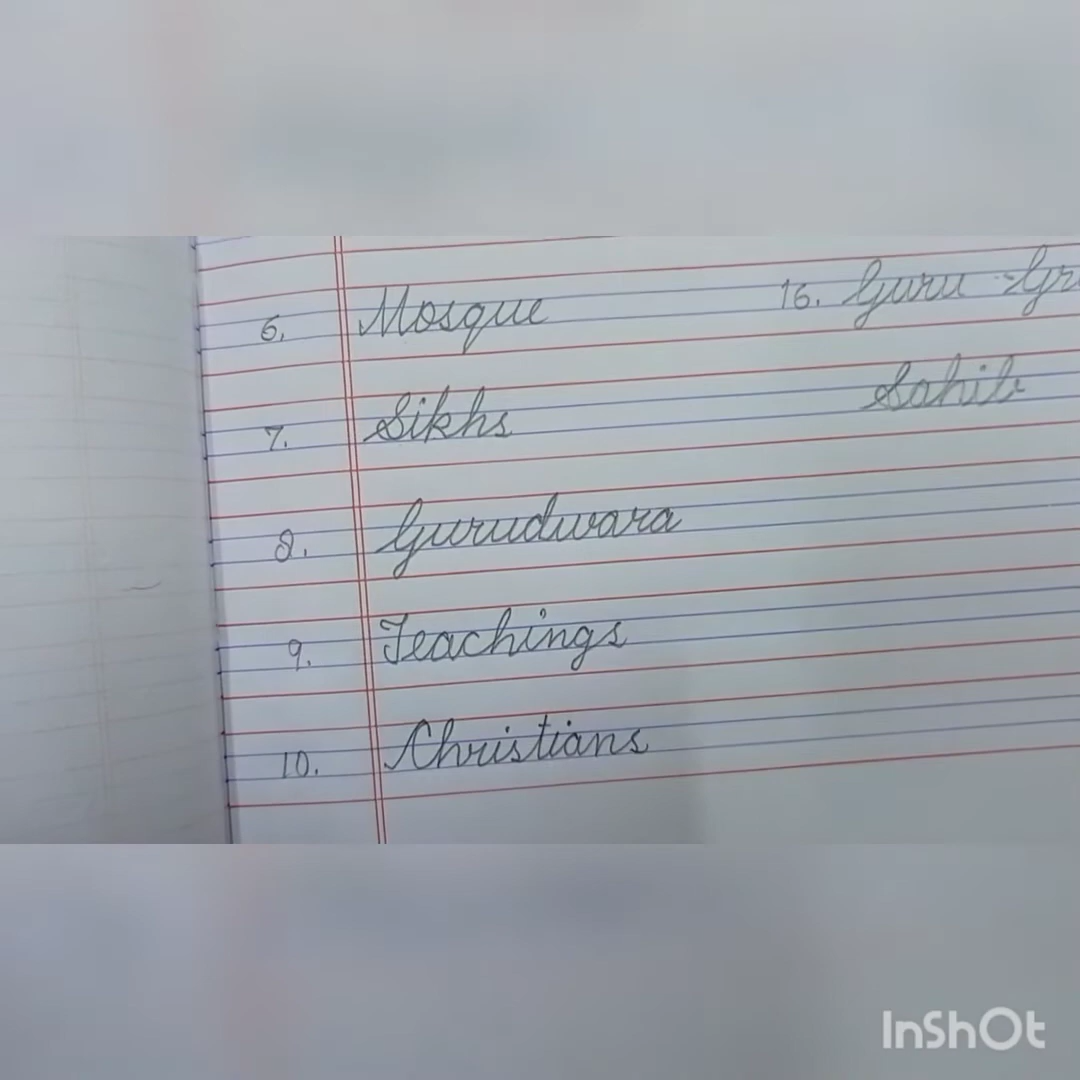 6. Mosque
16. Guru
Sahib
7. Sikhs
8. Gurudwara
9. Teachings
10. Christians
InShOt